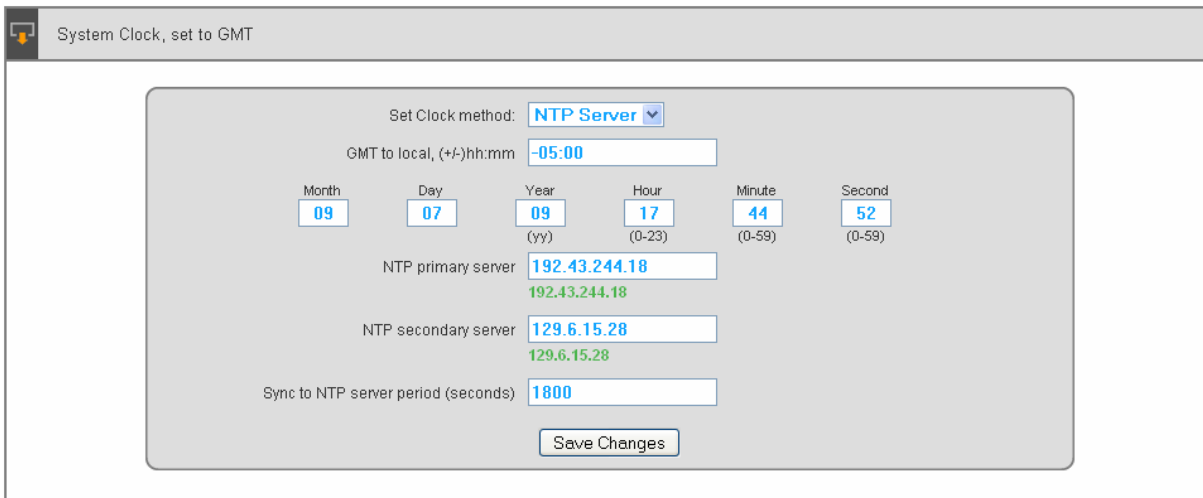 System Clock, set to GMT
Set Clock method: NTP Server
GMT to local, (+/-)hh:mm -05:00
Month Day Year Hour Minute Second
09 07 09 17 44 52
(yy) (0-23) (0-59) (0-59)
NTP primary server 192.43.244.18
192.43.244.18
NTP secondary server 129.6.15.28
129.6.15.28
Sync to NTP server period (seconds) 1800
Save Changes